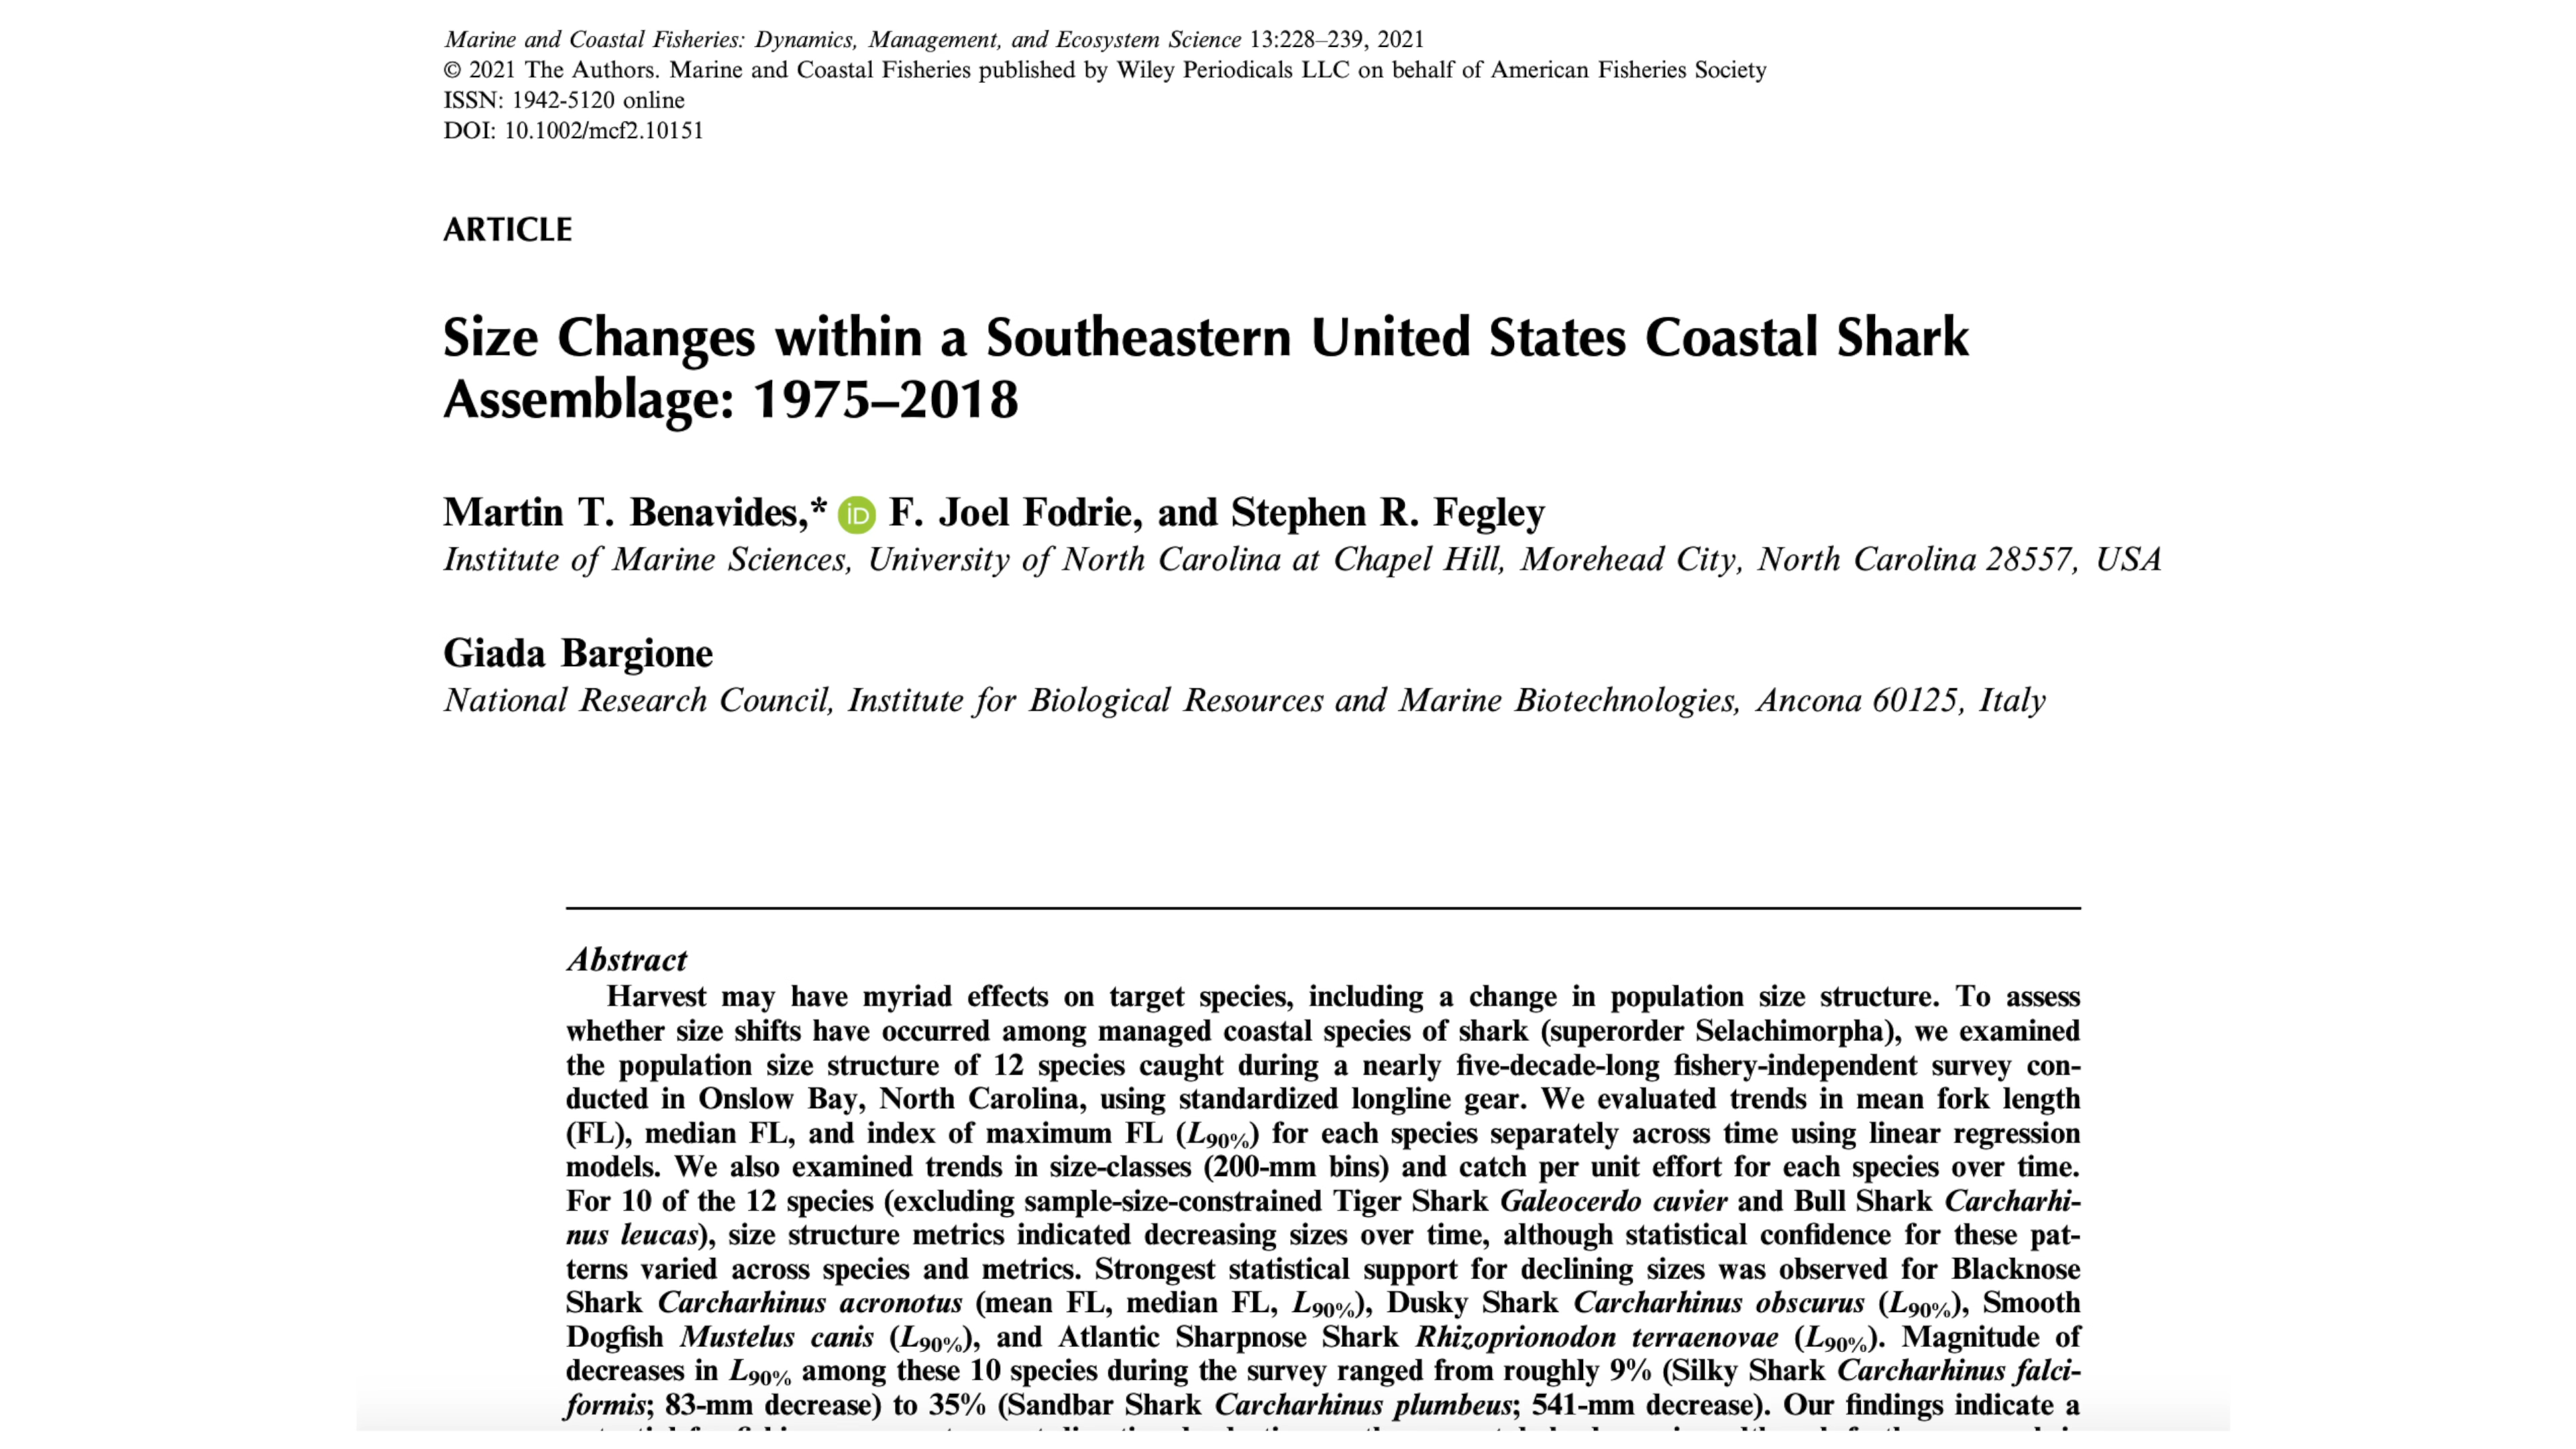 Marine and Coastal Fisheries: Dynamics, Management, and Ecosystem Science 13:228–239, 2021
© 2021 The Authors. Marine and Coastal Fisheries published by Wiley Periodicals LLC on behalf of American Fisheries Society
ISSN: 1942-5120 online
DOI: 10.1002/mcf2.10151
ARTICLE
Size Changes within a Southeastern United States Coastal Shark
Assemblage: 1975–2018
Martin T. Benavides,* iD F. Joel Fodrie, and Stephen R. Fegley
Institute of Marine Sciences, University of North Carolina at Chapel Hill, Morehead City, North Carolina 28557, USA
Giada Bargione
National Research Council, Institute for Biological Resources and Marine Biotechnologies, Ancona 60125, Italy
Abstract
Harvest may have myriad effects on target species, including a change in population size structure. To assess
whether size shifts have occurred among managed coastal species of shark (superorder Selachimorpha), we examined
the population size structure of 12 species caught during a nearly five-decade-long fishery-independent survey con-
ducted in Onslow Bay, North Carolina, using standardized longline gear. We evaluated trends in mean fork length
(FL), median FL, and index of maximum FL (L90%) for each species separately across time using linear regression
models. We also examined trends in size-classes (200-mm bins) and catch per unit effort for each species over time.
For 10 of the 12 species (excluding sample-size-constrained Tiger Shark Galeocerdo cuvier and Bull Shark Carcharhi-
nus leucas), size structure metrics indicated decreasing sizes over time, although statistical confidence for these pat-
terns varied across species and metrics. Strongest statistical support for declining sizes was observed for Blacknose
Shark Carcharhinus acronotus (mean FL, median FL, L90%), Dusky Shark Carcharhinus obscurus (L90%), Smooth
Dogfish Mustelus canis (L90%), and Atlantic Sharpnose Shark Rhizoprionodon terraenovae (L90%). Magnitude of
decreases in L90% among these 10 species during the survey ranged from roughly 9% (Silky Shark Carcharhinus falci-
formis; 83-mm decrease) to 35% (Sandbar Shark Carcharhinus plumbeus; 541-mm decrease). Our findings indicate a